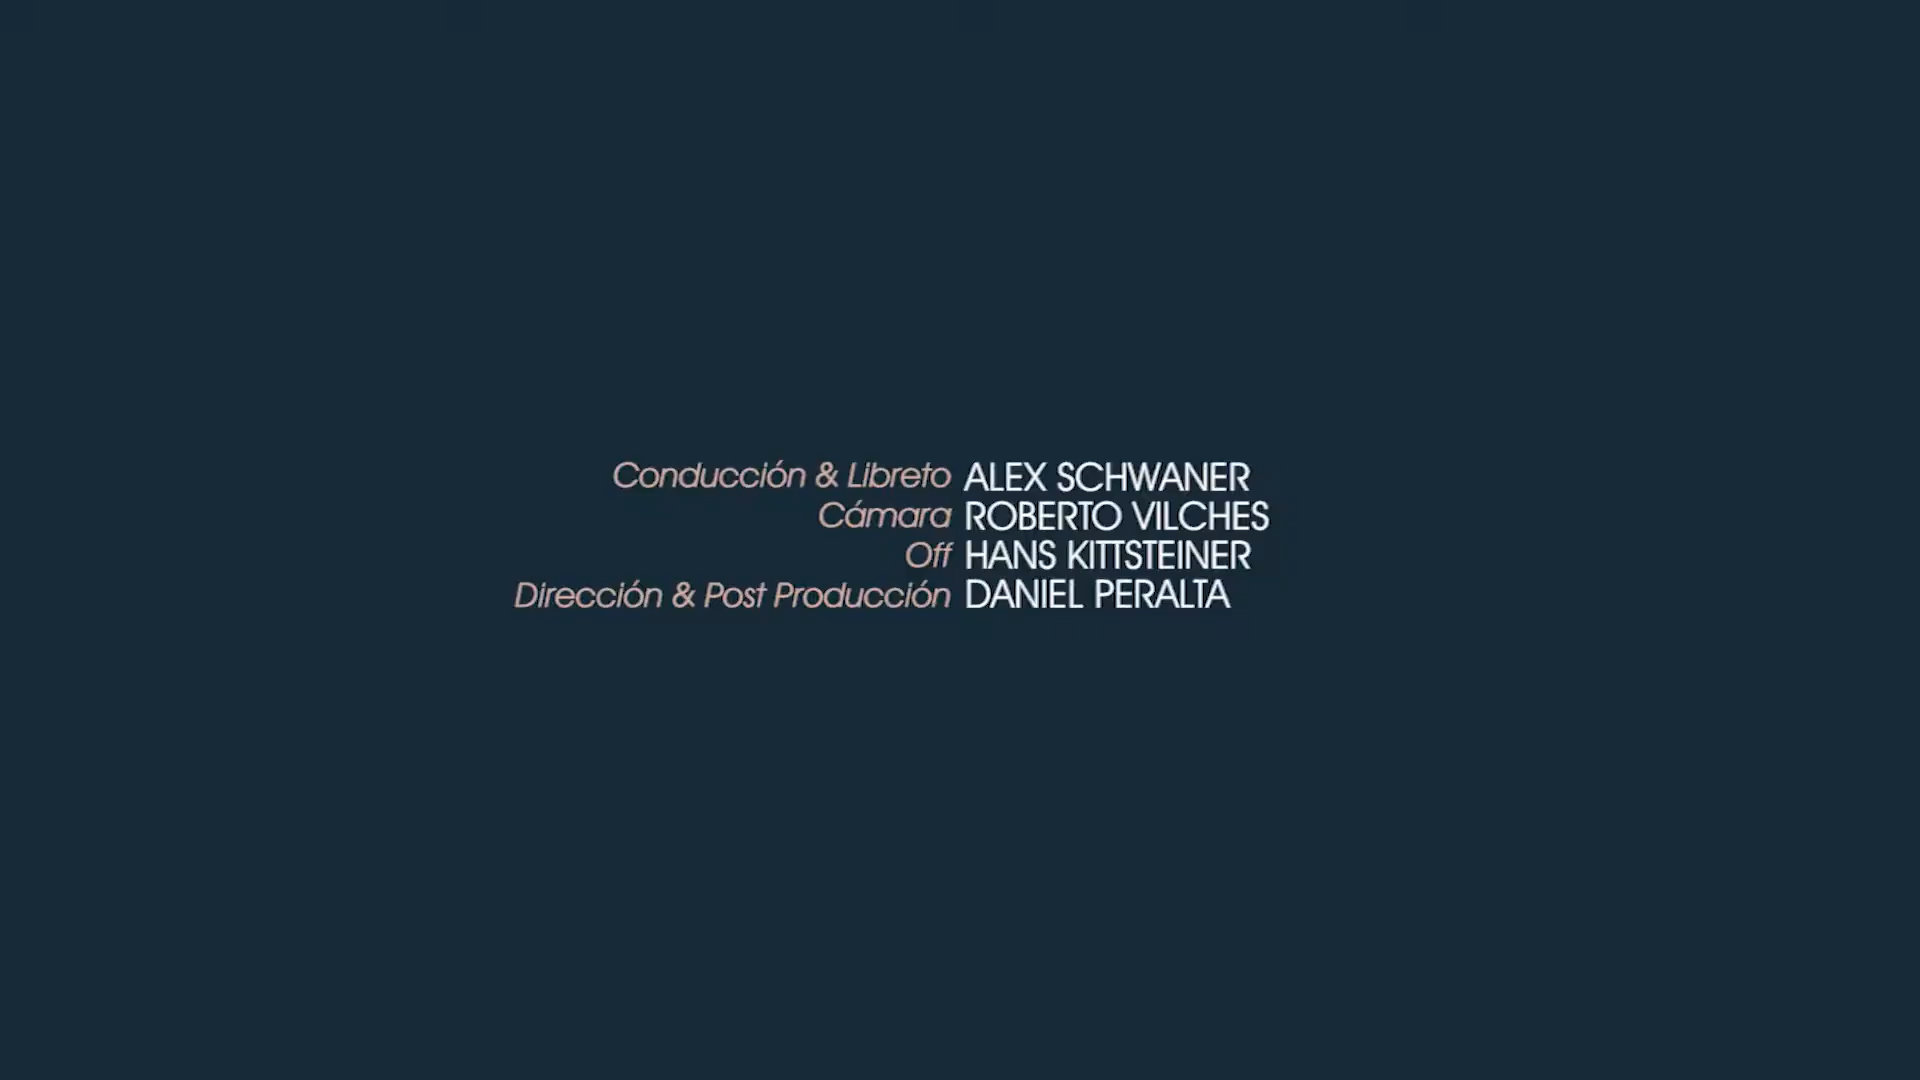 Conducción & Libreto ALEX SCHWANER
Cámara ROBERTO VILCHES
Off HANS KITTSTEINER
Dirección & Post Producción DANIEL PERALTA